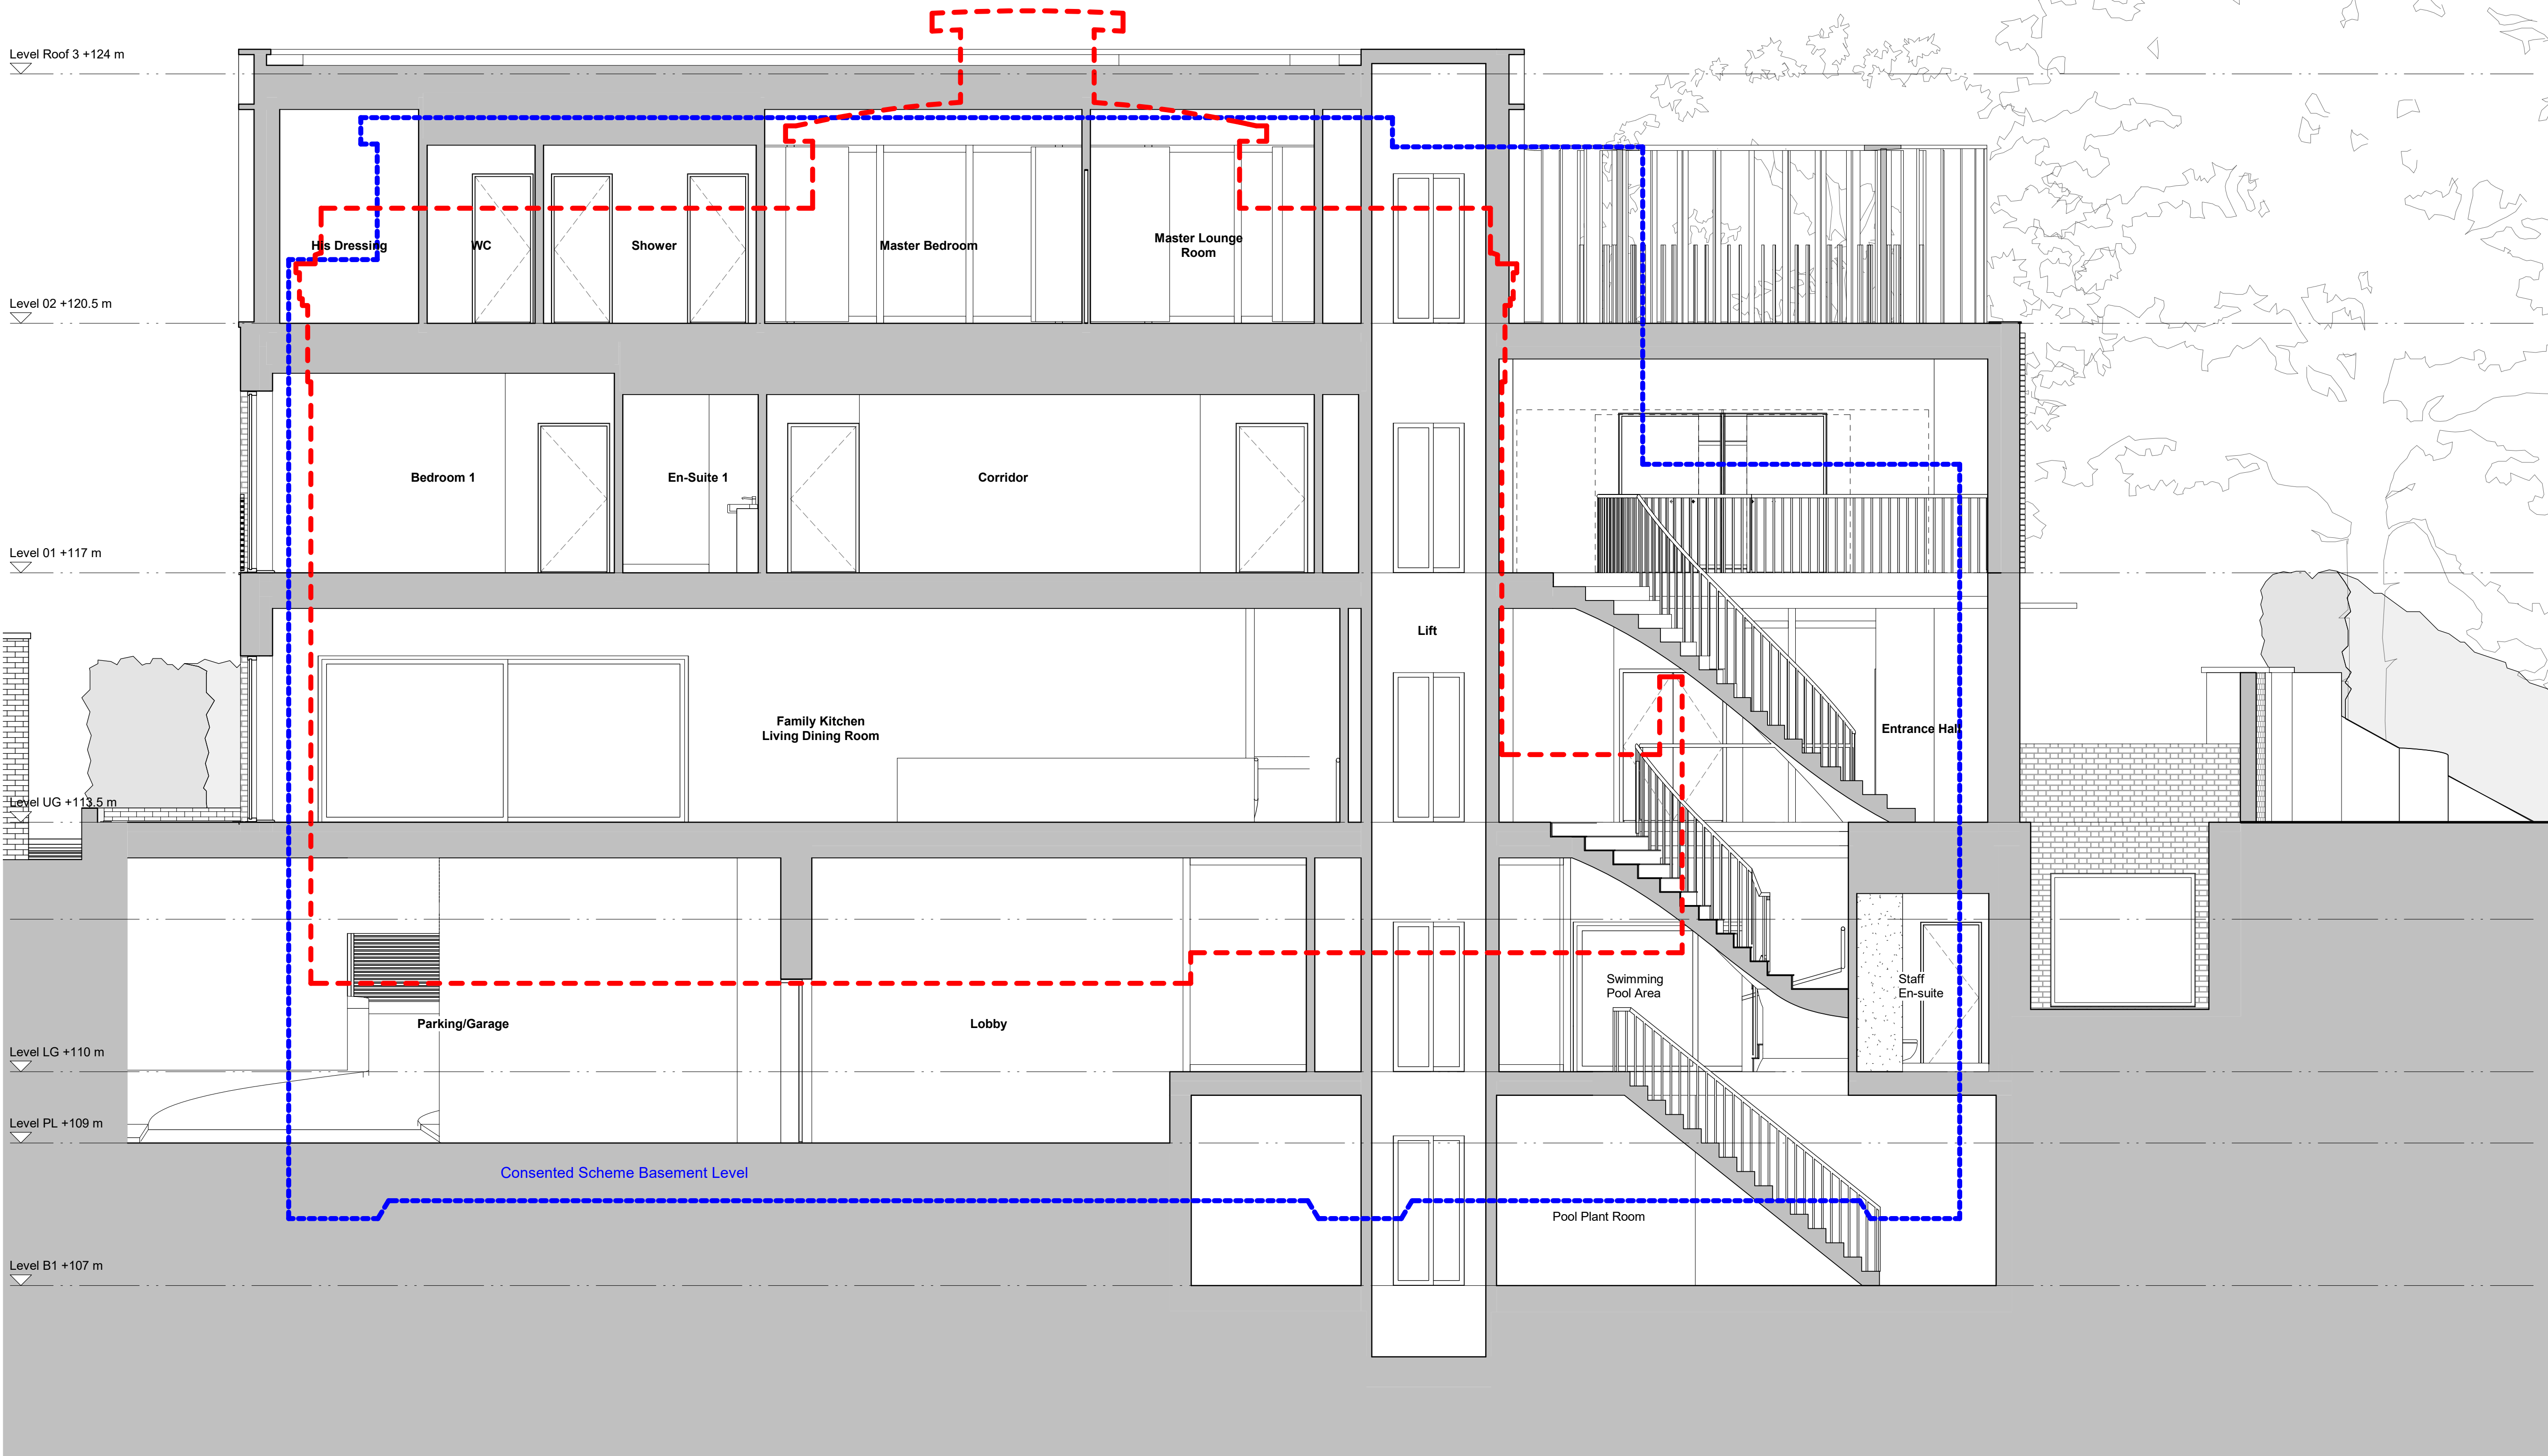 Level Roof 3 +124 m
His Dressing
WC
Shower
Master Bedroom
Master Lounge
Room
Level 02 +120.5 m
Bedroom 1
En-Suite 1
Corridor
Level 01 +117 m
Lift
Family Kitchen
Living Dining Room
Entrance Hall
Level UG +113.5 m
Swimming
Pool Area
Staff
En-suite
Parking/Garage
Lobby
Level LG +110 m
Level PL +109 m
Consented Scheme Basement Level
Pool Plant Room
Level B1 +107 m